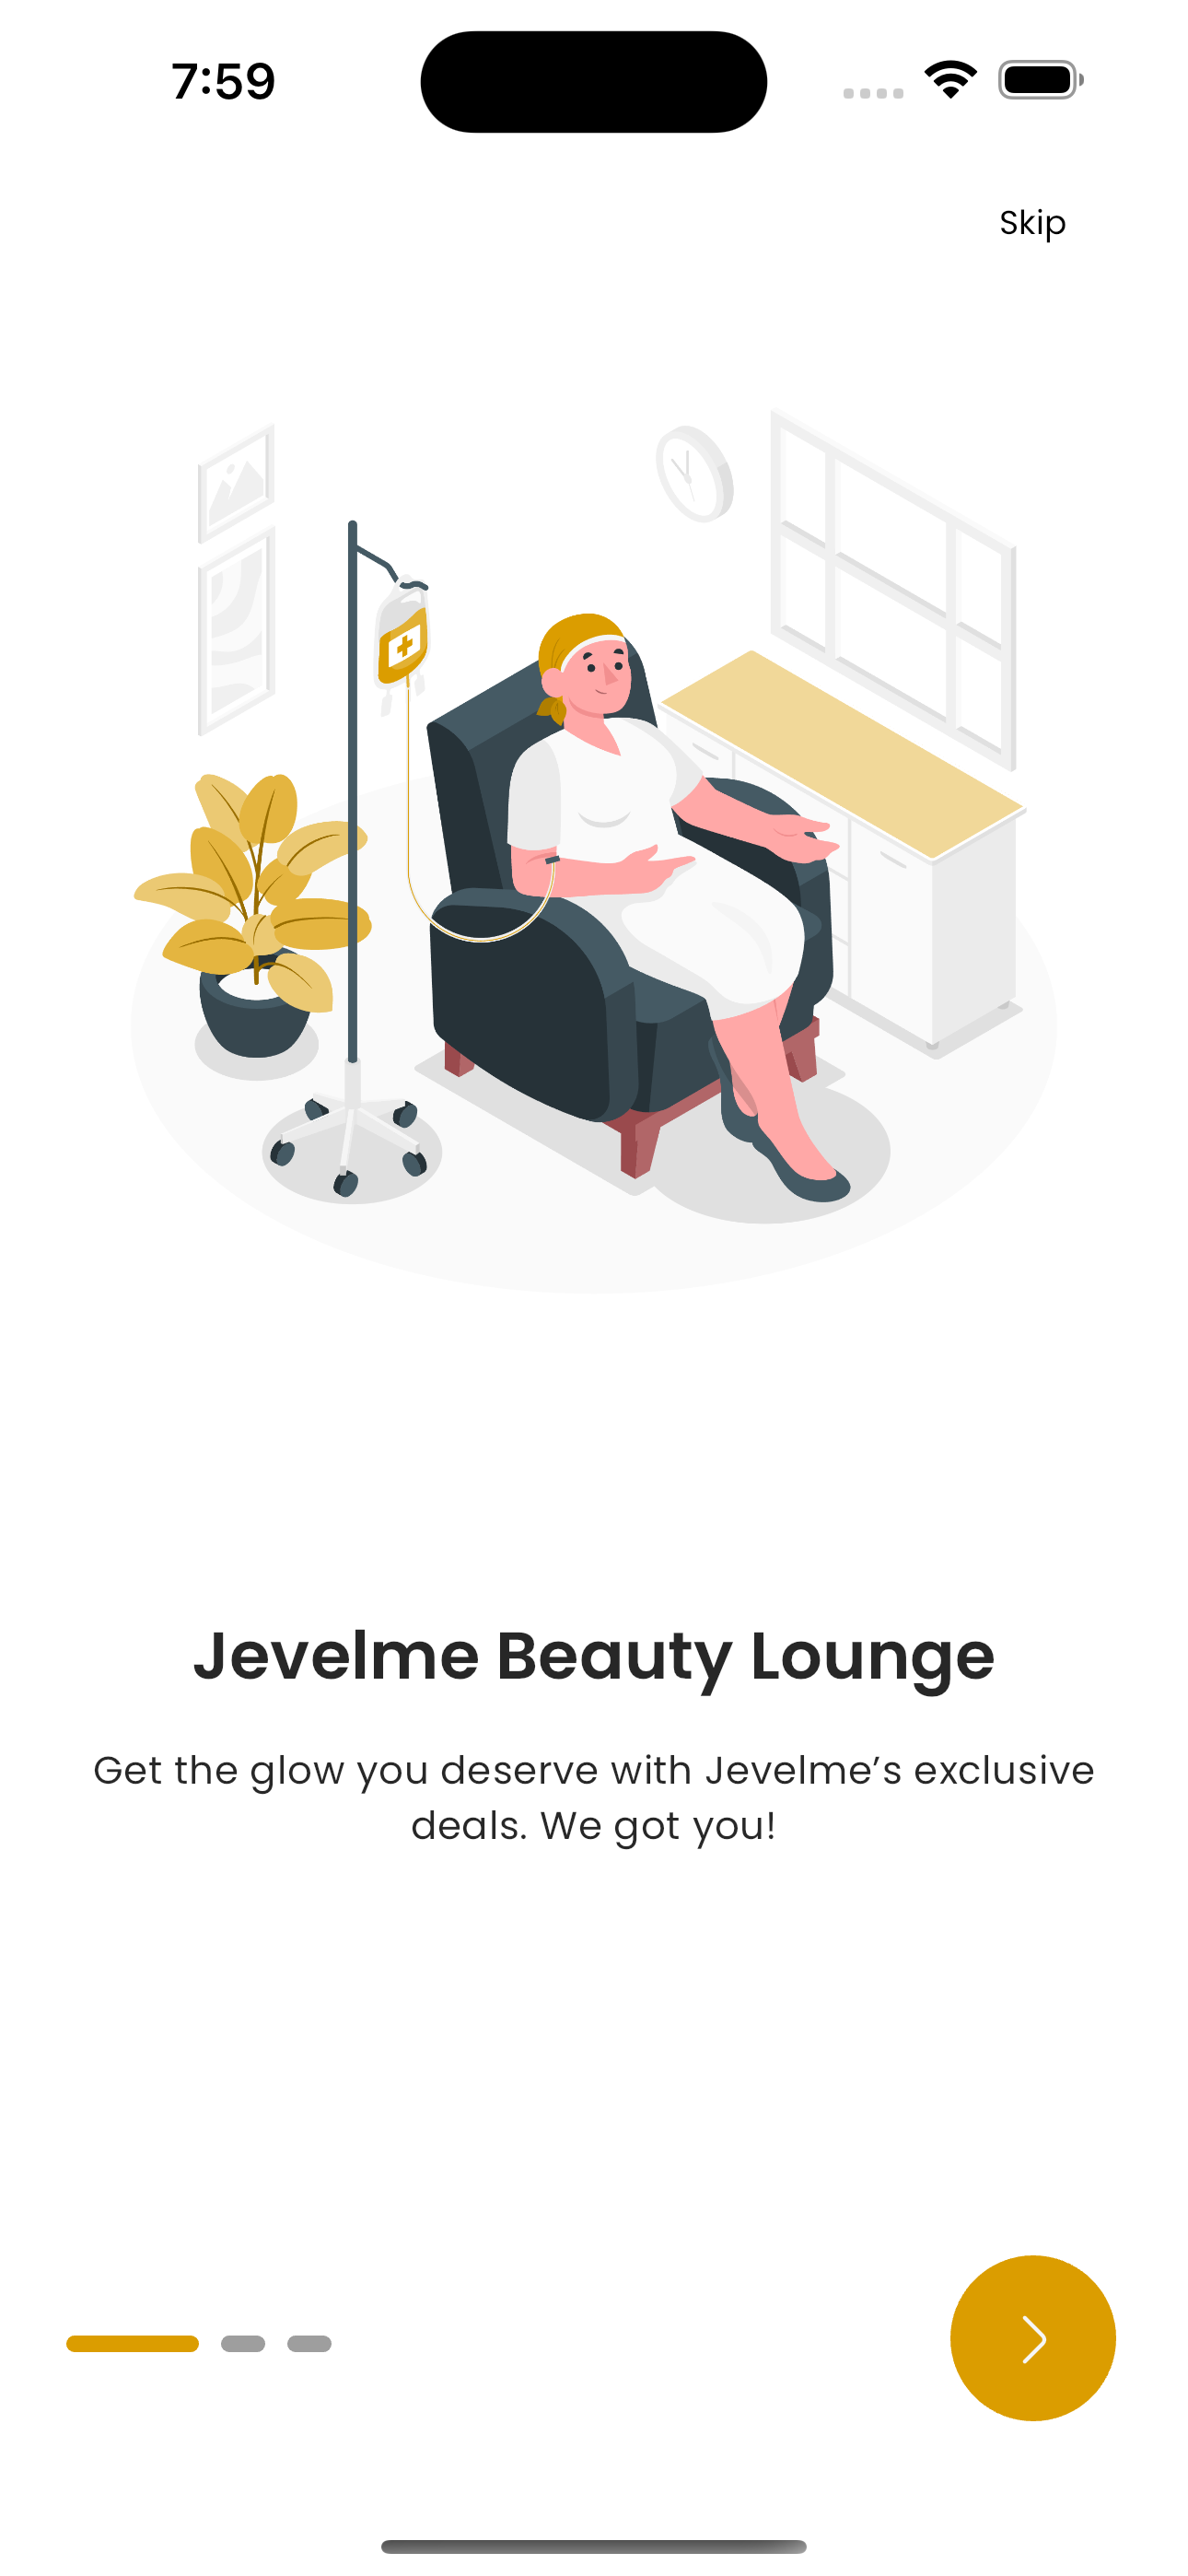 7:59
Skip
Jevelme Beauty Lounge
Get the glow you deserve with Jevelme’s exclusive
deals. We got you!